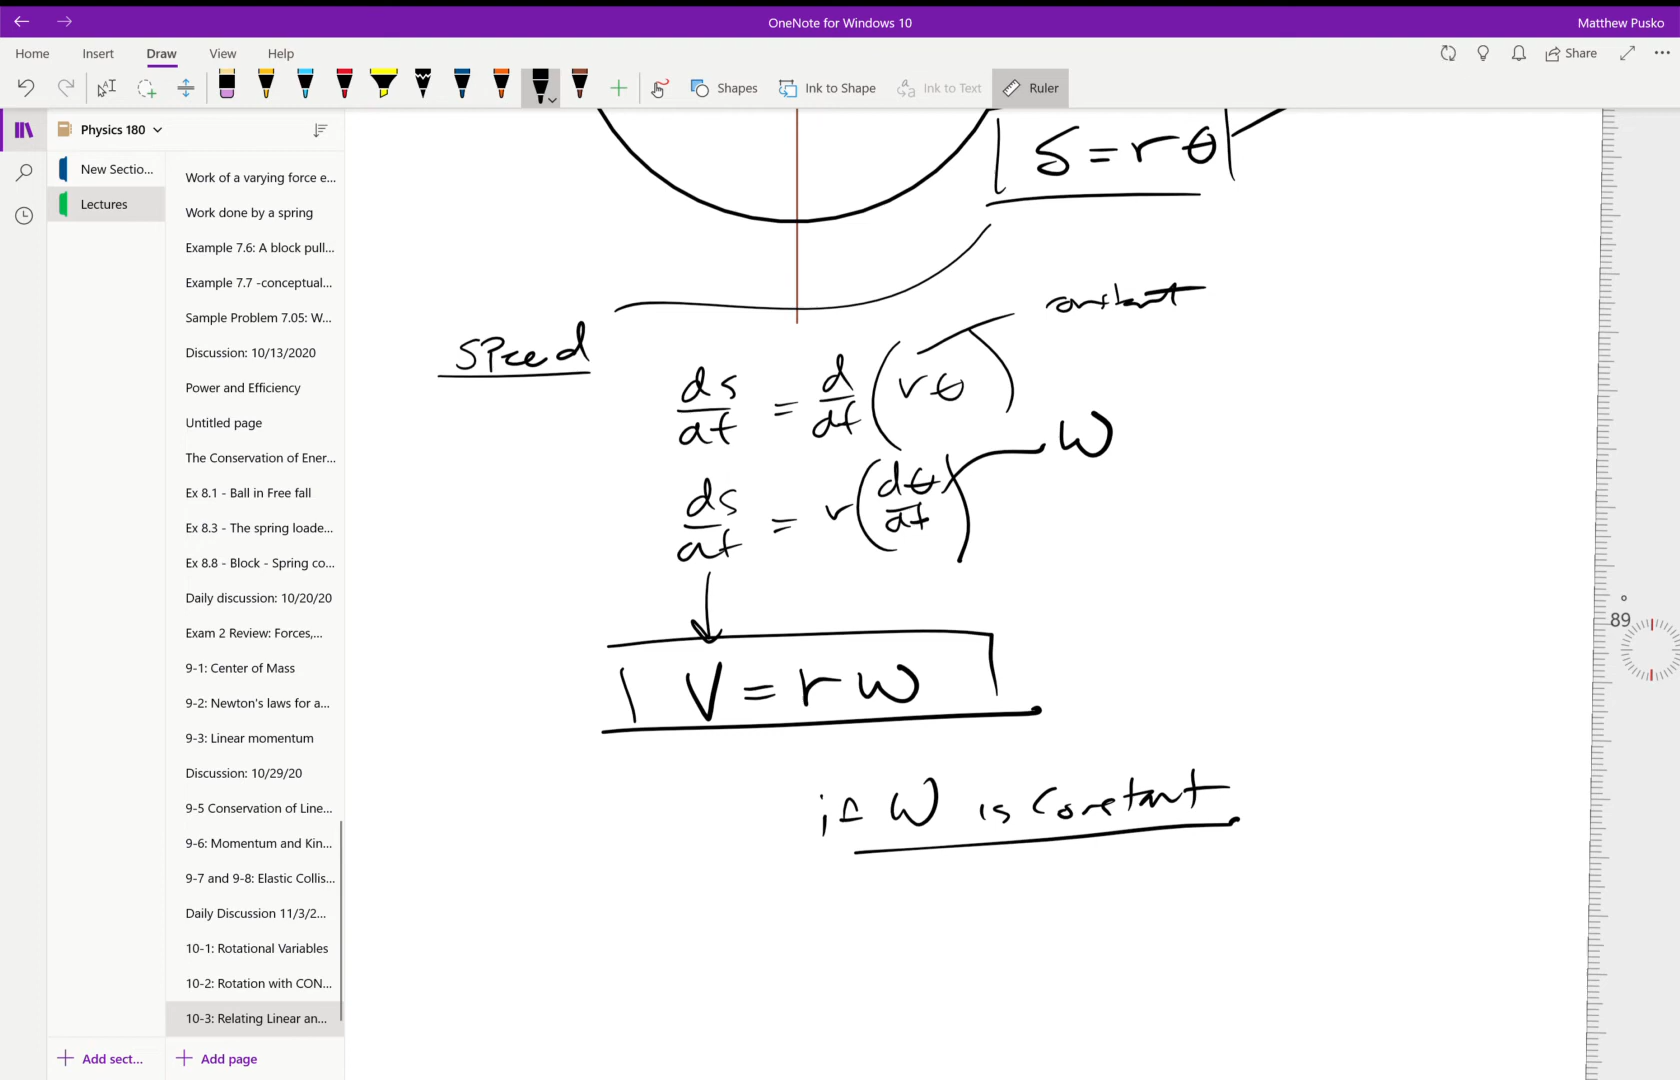 OneNote for Windows 10
Matthew Pusko
Home Insert Draw View Help
Share
Shapes Ink to Shape Ink to Text Ruler
Physics 180
New Sectio...
Lectures
Work of a varying force e...
Work done by a spring
Example 7.6: A block pull...
Example 7.7 -conceptual...
Sample Problem 7.05: W...
Discussion: 10/13/2020
Power and Efficiency
Untitled page
The Conservation of Ener...
Ex 8.1 - Ball in Free fall
Ex 8.3 - The spring loade...
Ex 8.8 - Block - Spring co...
Daily discussion: 10/20/20
Exam 2 Review: Forces,...
9-1: Center of Mass
9-2: Newton's laws for a...
9-3: Linear momentum
Discussion: 10/29/20
9-5 Conservation of Line...
9-6: Momentum and Kin...
9-7 and 9-8: Elastic Collis...
Daily Discussion 11/3/2...
10-1: Rotational Variables
10-2: Rotation with CON...
10-3: Relating Linear an...
Add sect...
Add page
S = rθ
constant
Speed
ds/dt = d/dt (rθ)
ω
ds/dt = r(dθ/dt)
V = rω
if ω is constant
89°